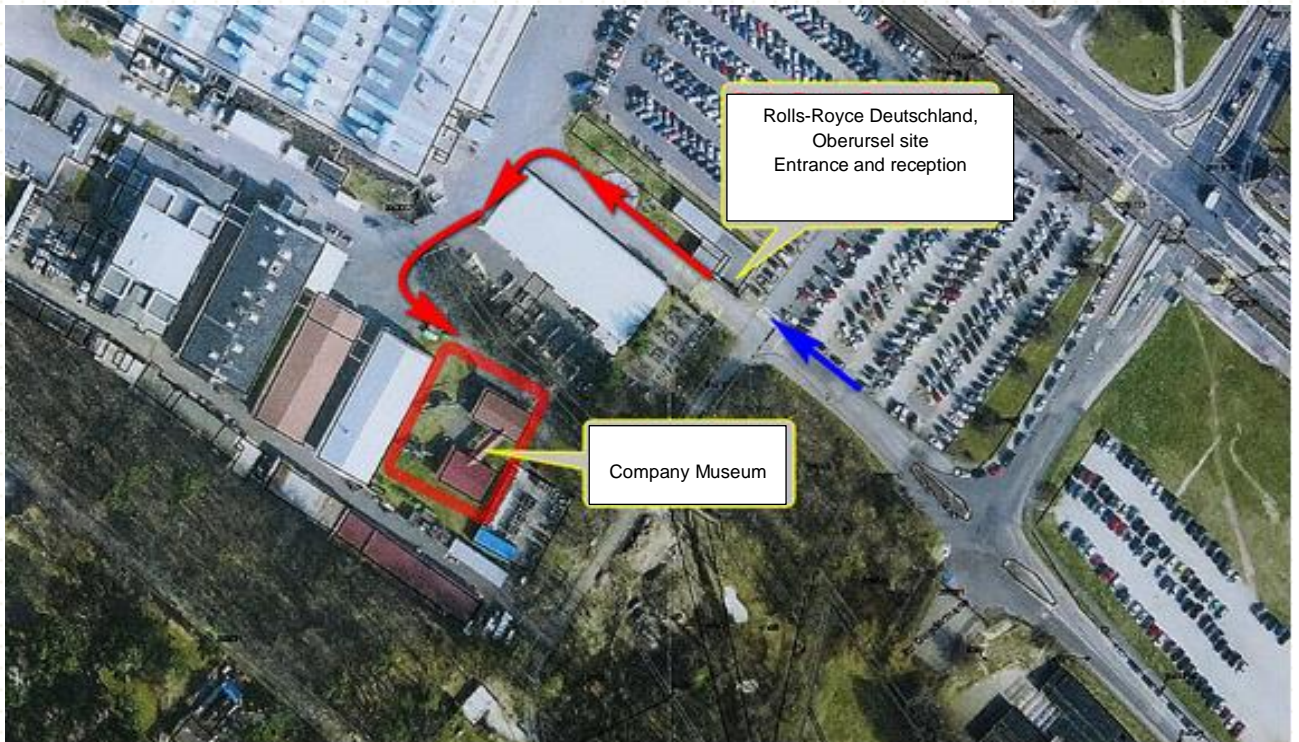 Rolls-Royce Deutschland,
Oberursel site
Entrance and reception
Company Museum